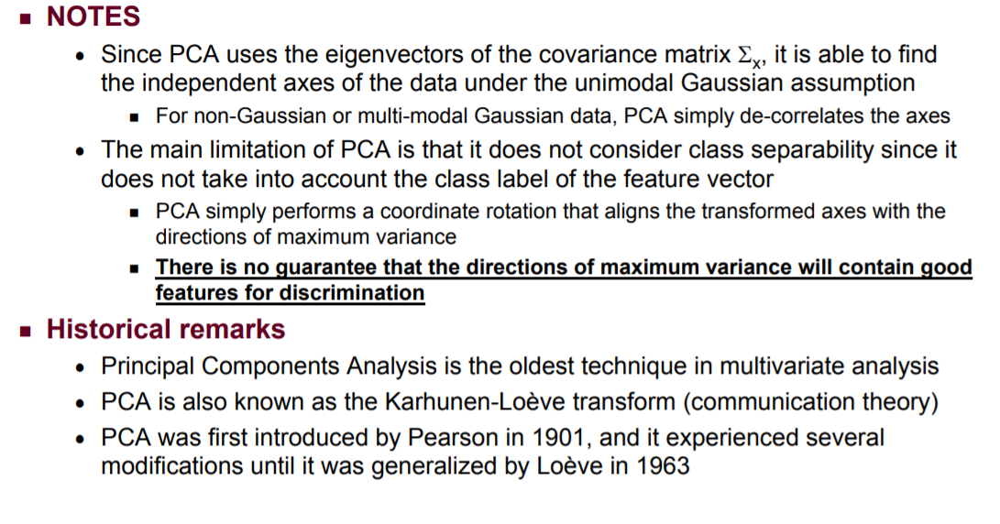 ▪ NOTES
• Since PCA uses the eigenvectors of the covariance matrix Σx, it is able to find
the independent axes of the data under the unimodal Gaussian assumption
▪ For non-Gaussian or multi-modal Gaussian data, PCA simply de-correlates the axes
• The main limitation of PCA is that it does not consider class separability since it
does not take into account the class label of the feature vector
▪ PCA simply performs a coordinate rotation that aligns the transformed axes with the
directions of maximum variance
▪ There is no guarantee that the directions of maximum variance will contain good
features for discrimination
▪ Historical remarks
• Principal Components Analysis is the oldest technique in multivariate analysis
• PCA is also known as the Karhunen-Loève transform (communication theory)
• PCA was first introduced by Pearson in 1901, and it experienced several
modifications until it was generalized by Loève in 1963